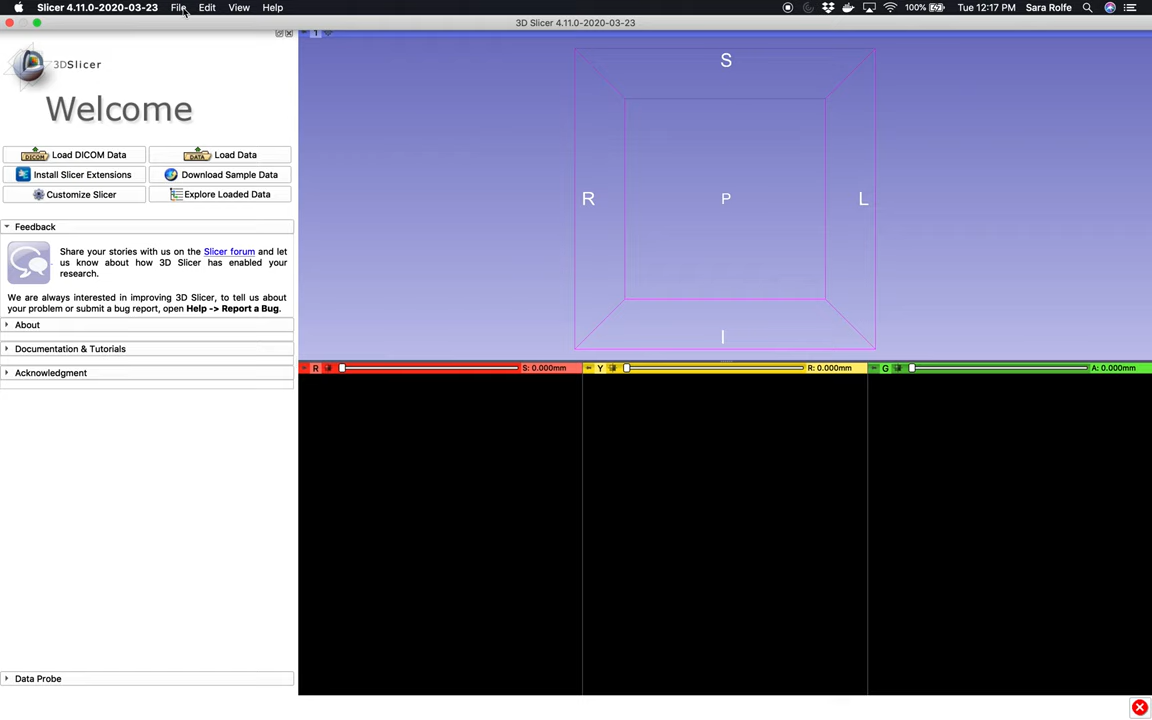 Slicer 4.11.0-2020-03-23 File Edit View Help 100% Tue 12:17 PM Sara Rolfe
3D Slicer 4.11.0-2020-03-23
3DSlicer
Welcome
Load DICOM Data
Load Data
Install Slicer Extensions
Download Sample Data
Customize Slicer
Explore Loaded Data
Feedback
Share your stories with us on the Slicer forum and let
us know about how 3D Slicer has enabled your
research.
We are always interested in improving 3D Slicer, to tell us about
your problem or submit a bug report, open Help -> Report a Bug.
About
Documentation & Tutorials
Acknowledgment
Data Probe
1
S
R P L
I
R S: 0.000mm
Y R: 0.000mm
G A: 0.000mm
DICOM
DATA